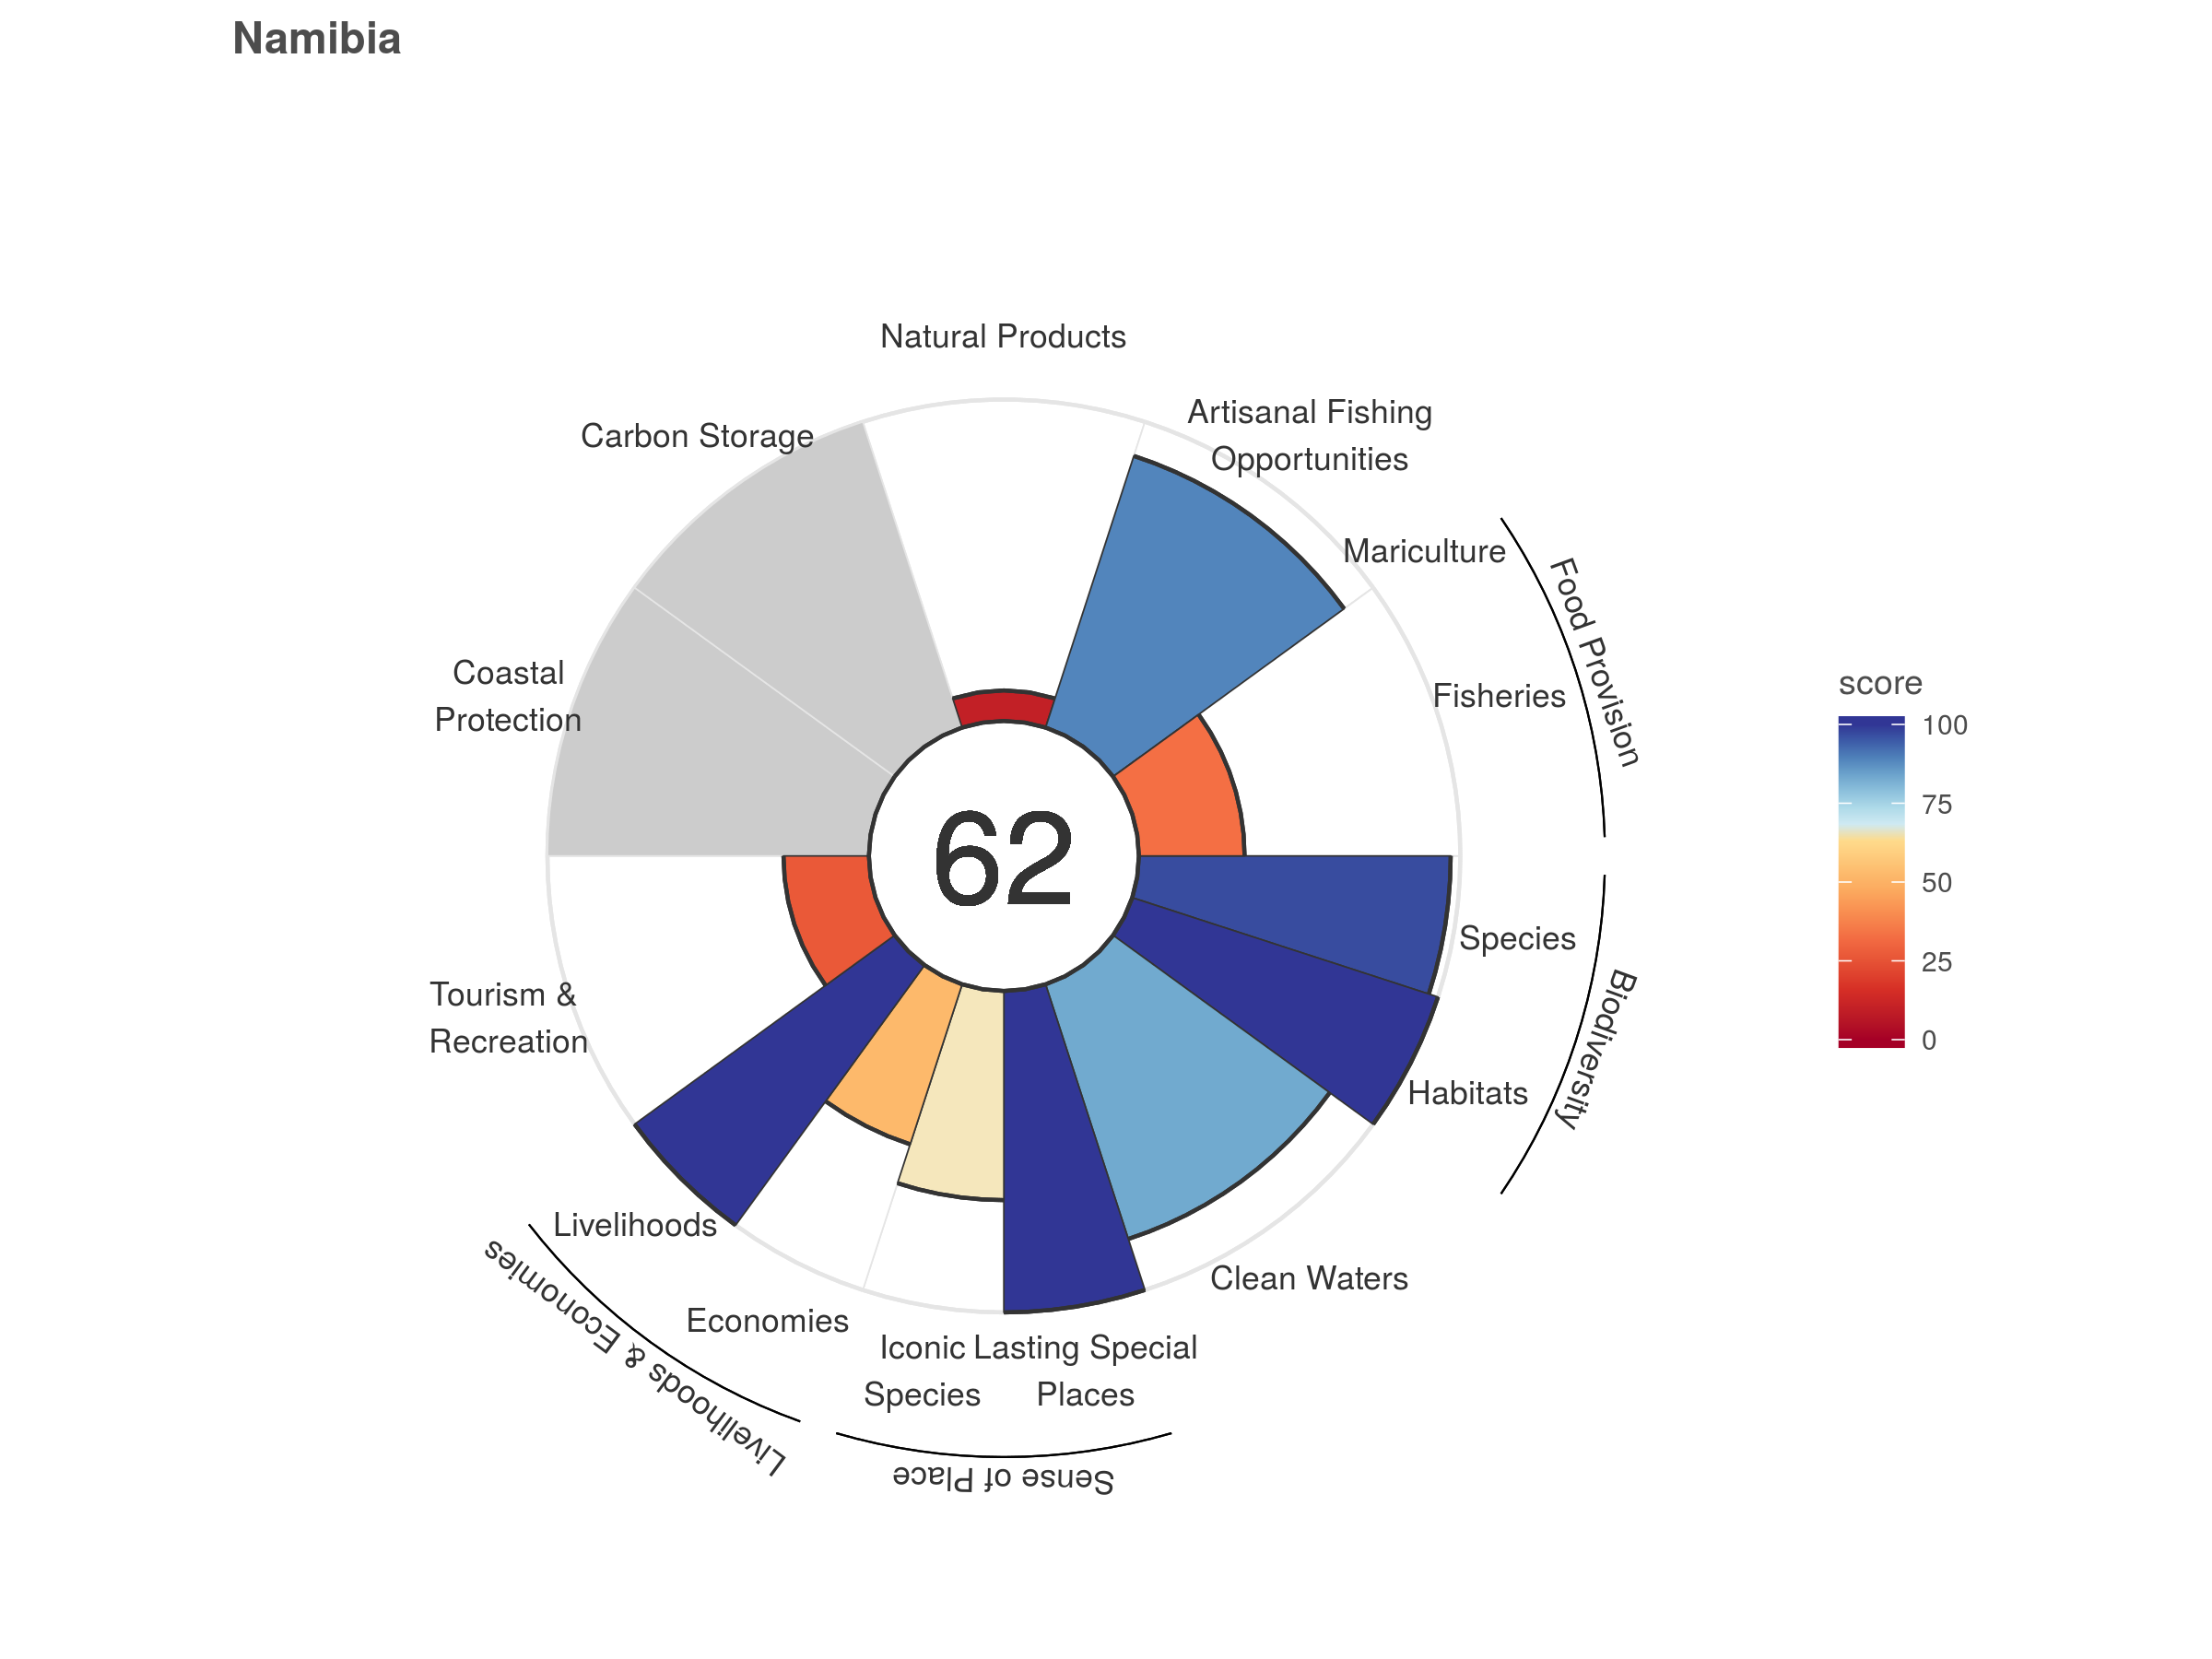 Namibia
Natural Products
Artisanal Fishing
Opportunities
Carbon Storage
Mariculture
Food Provision
Fisheries
Coastal
Protection
score
100
75
50
25
0
62
Species
Biodiversity
Tourism &
Recreation
Habitats
Livelihoods
Clean Waters
Economies
Livelihoods & Economies
Iconic
Species
Lasting Special
Places
Sense of Place